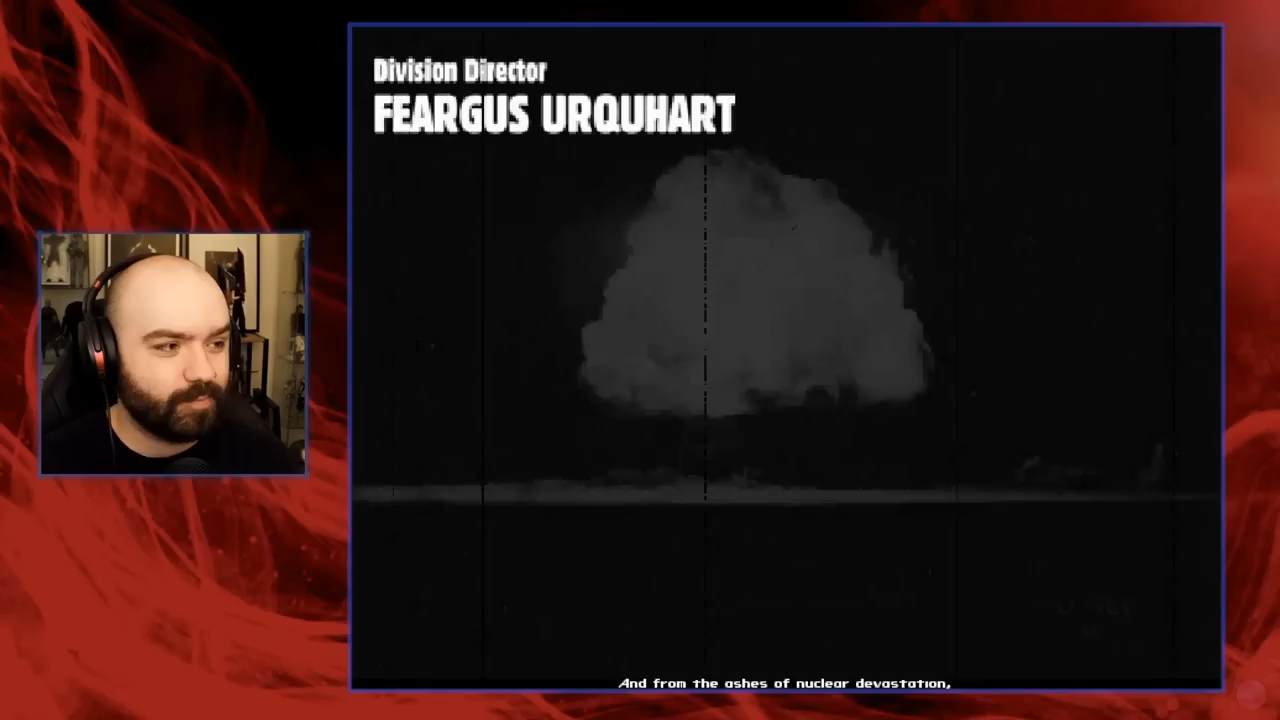 Division Director
FEARGUS URQUHART
And from the ashes of nuclear devastation,